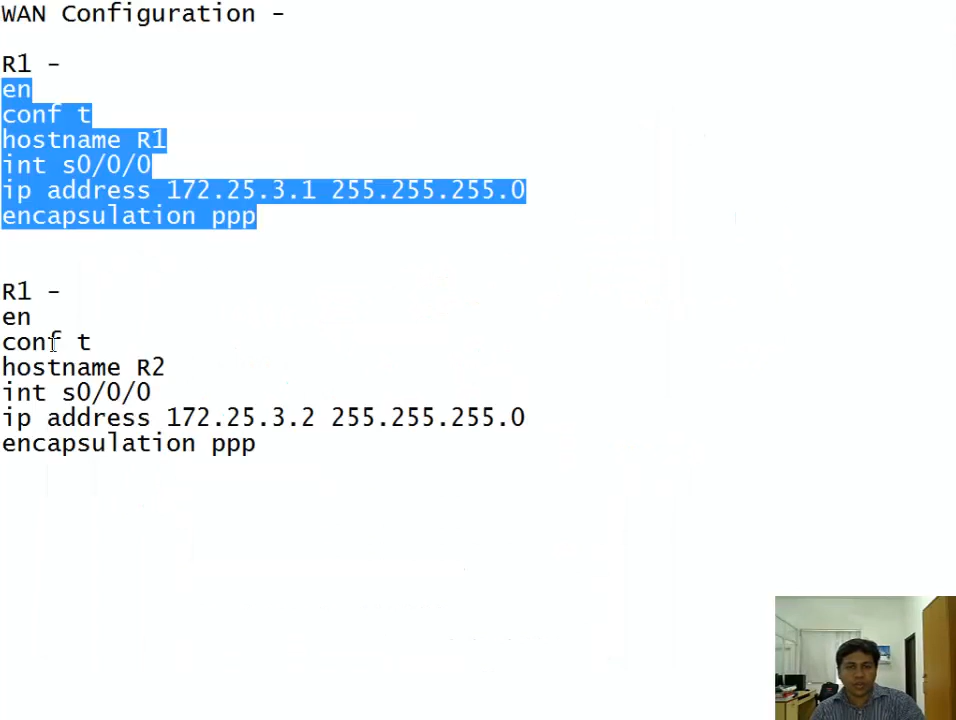 WAN Configuration -
R1 -
en
conf t
hostname R1
int s0/0/0
ip address 172.25.3.1 255.255.255.0
encapsulation ppp
R1 -
en
conf t
hostname R2
int s0/0/0
ip address 172.25.3.2 255.255.255.0
encapsulation ppp